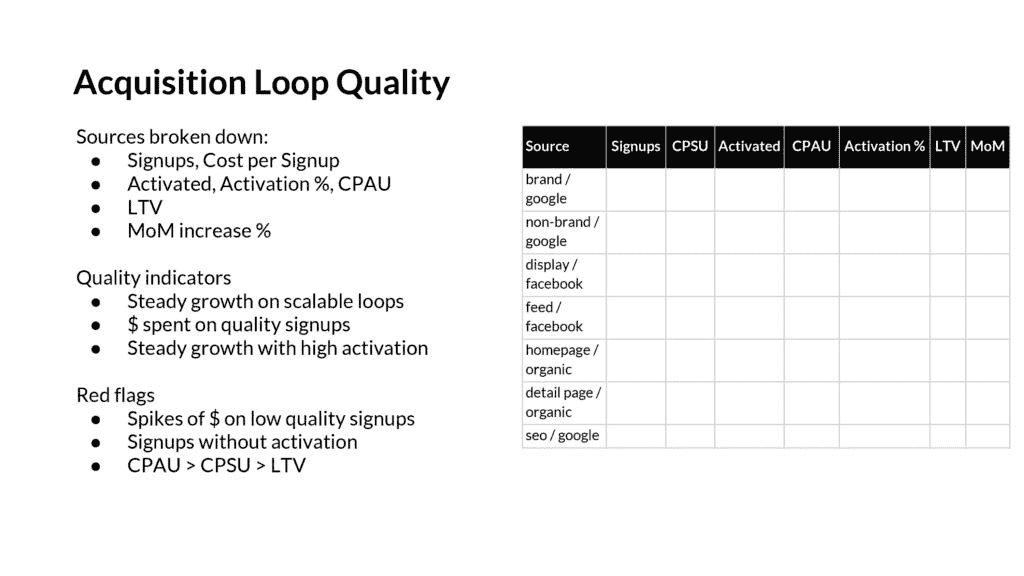 Acquisition Loop Quality
Sources broken down:
● Signups, Cost per Signup
● Activated, Activation %, CPAU
● LTV
● MoM increase %
Quality indicators
● Steady growth on scalable loops
● $ spent on quality signups
● Steady growth with high activation
Red flags
● Spikes of $ on low quality signups
● Signups without activation
● CPAU > CPSU > LTV
Source Signups CPSU Activated CPAU Activation % LTV MoM
brand /
google
non-brand /
google
display /
facebook
feed /
facebook
homepage /
organic
detail page /
organic
seo / google